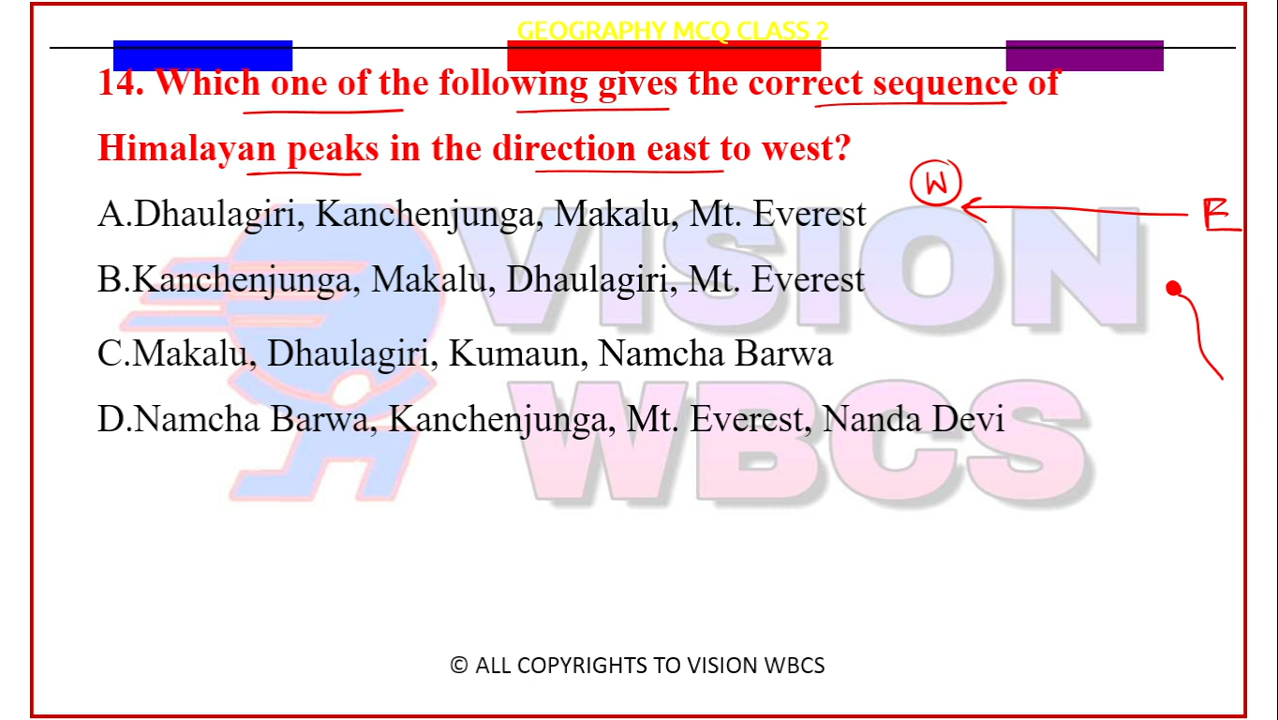 GEOGRAPHY MCQ CLASS 2
14. Which one of the following gives the correct sequence of
Himalayan peaks in the direction east to west?
W
E
A.Dhaulagiri, Kanchenjunga, Makalu, Mt. Everest
B.Kanchenjunga, Makalu, Dhaulagiri, Mt. Everest
C.Makalu, Dhaulagiri, Kumaun, Namcha Barwa
D.Namcha Barwa, Kanchenjunga, Mt. Everest, Nanda Devi
VISION
WBCS
© ALL COPYRIGHTS TO VISION WBCS